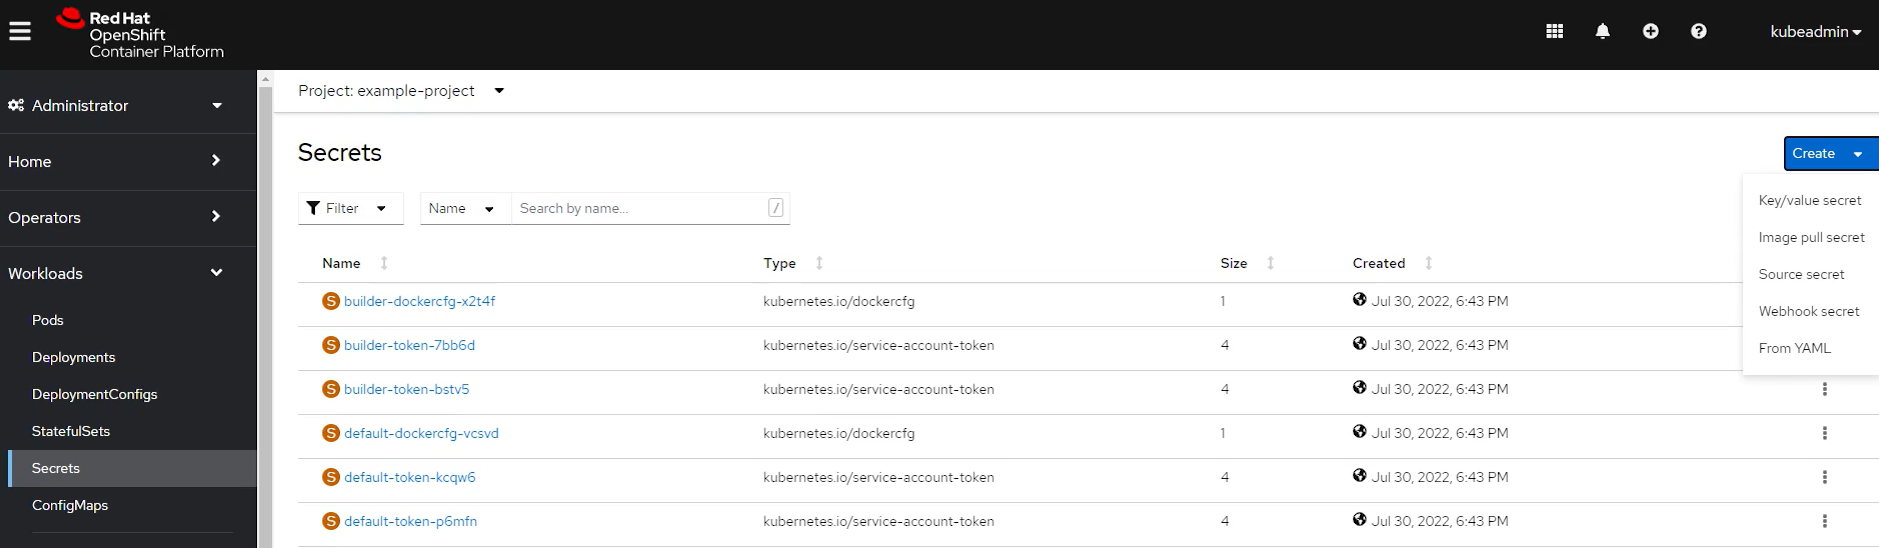 Red Hat
OpenShift
Container Platform
kubeadmin
Administrator
Home
Operators
Workloads
Pods
Deployments
DeploymentConfigs
StatefulSets
Secrets
ConfigMaps
Project: example-project
Secrets
Create
Key/value secret
Image pull secret
Source secret
Webhook secret
From YAML
Filter Name Search by name... /
Name Type Size Created
S builder-dockercfg-x2t4f kubernetes.io/dockercfg 1 Jul 30, 2022, 6:43 PM
S builder-token-7bb6d kubernetes.io/service-account-token 4 Jul 30, 2022, 6:43 PM
S builder-token-bstv5 kubernetes.io/service-account-token 4 Jul 30, 2022, 6:43 PM
S default-dockercfg-vcsvd kubernetes.io/dockercfg 1 Jul 30, 2022, 6:43 PM
S default-token-kcqw6 kubernetes.io/service-account-token 4 Jul 30, 2022, 6:43 PM
S default-token-p6mfn kubernetes.io/service-account-token 4 Jul 30, 2022, 6:43 PM